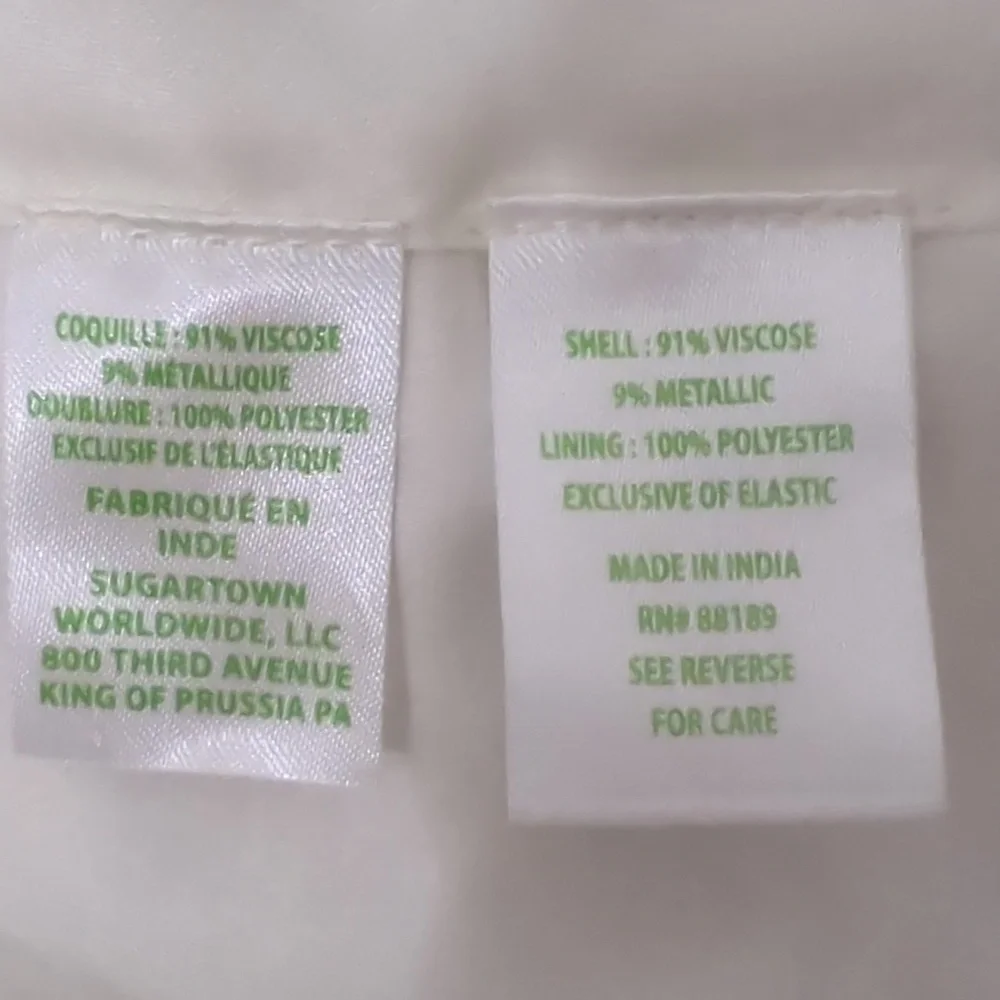 COQUILLE : 91% VISCOSE
9% MÉTALLIQUE
DOUBLURE : 100% POLYESTER
EXCLUSIF DE L'ÉLASTIQUE
FABRIQUÉ EN
INDE
SUGARTOWN
WORLDWIDE, LLC
800 THIRD AVENUE
KING OF PRUSSIA PA
SHELL : 91% VISCOSE
9% METALLIC
LINING : 100% POLYESTER
EXCLUSIVE OF ELASTIC
MADE IN INDIA
RN# 88189
SEE REVERSE
FOR CARE